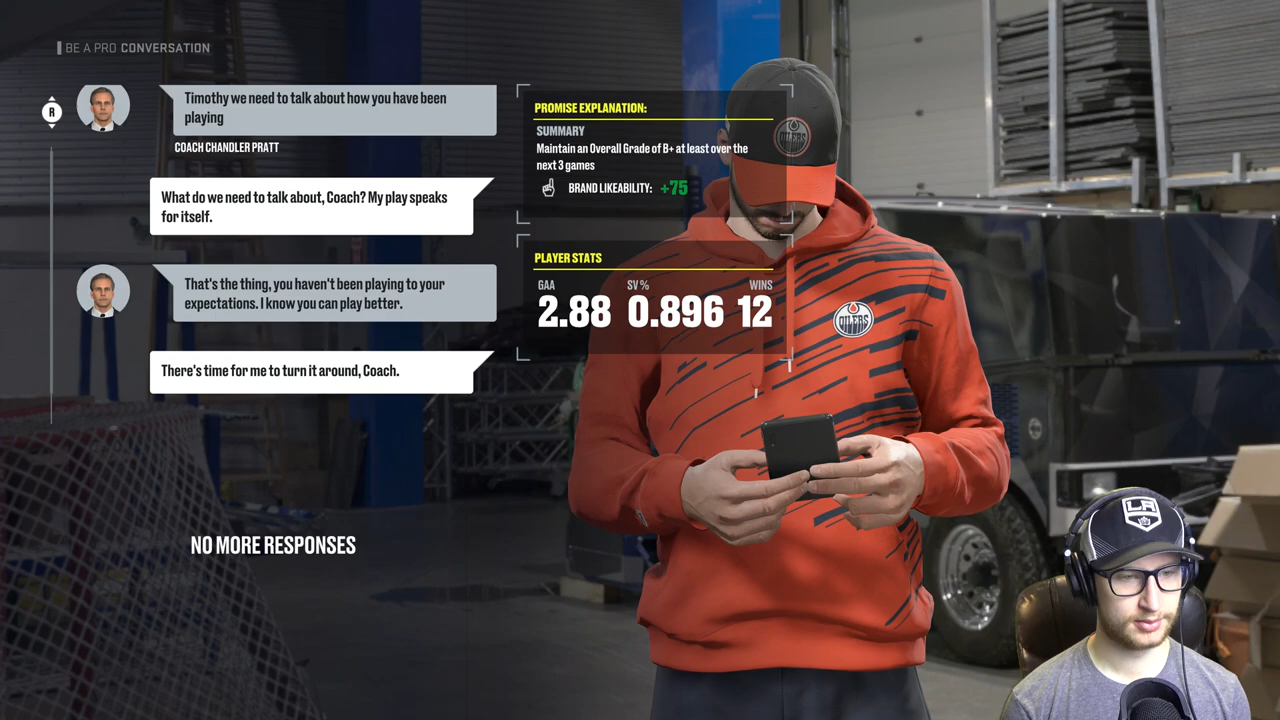 BE A PRO CONVERSATION
R
Timothy we need to talk about how you have been
playing
COACH CHANDLER PRATT
What do we need to talk about, Coach? My play speaks
for itself.
That's the thing, you haven't been playing to your
expectations. I know you can play better.
There's time for me to turn it around, Coach.
NO MORE RESPONSES
PROMISE EXPLANATION:
SUMMARY
Maintain an Overall Grade of B+ at least over the
next 3 games
BRAND LIKEABILITY: +75
PLAYER STATS
GAA SV% WINS
2.88 0.896 12
OILERS
OILERS
LA